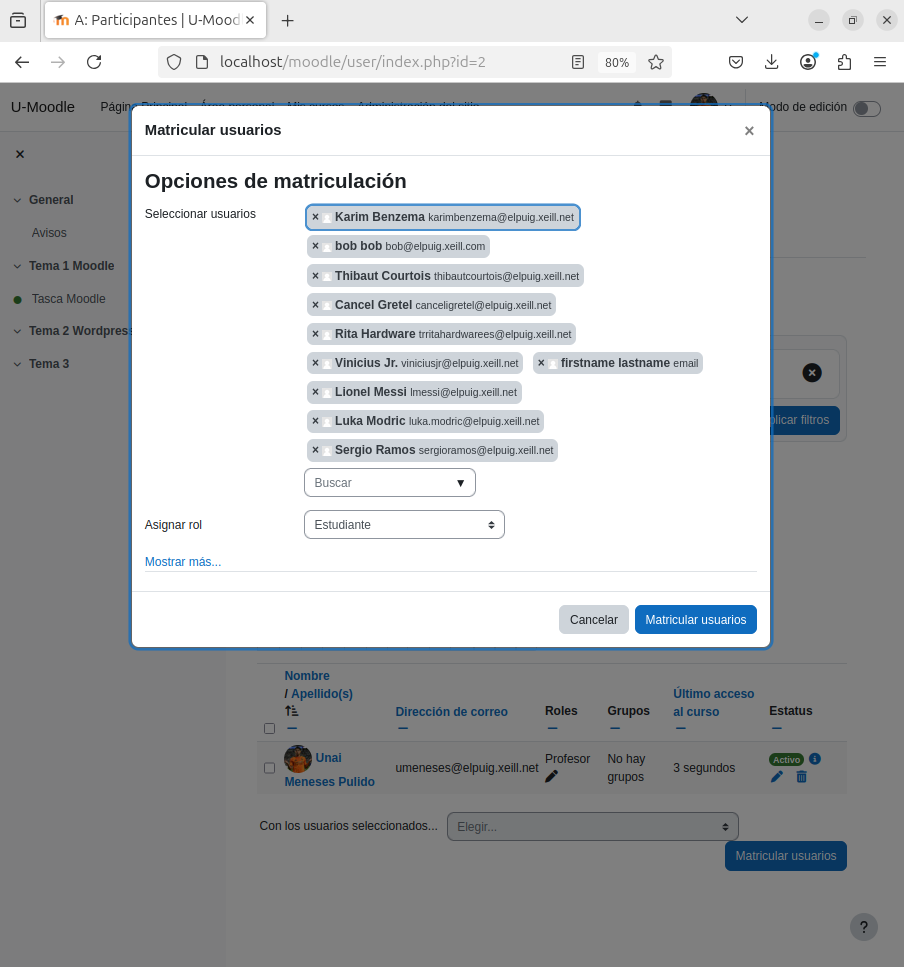 A: Participantes | U-Mood
localhost/moodle/user/index.php?id=2
80%
U-Moodle
Página Principal Área personal Mis cursos Administración del sitio
Modo de edición
Matricular usuarios
×
Opciones de matriculación
General
Avisos
Tema 1 Moodle
Tasca Moodle
Tema 2 Wordpress
Tema 3
Seleccionar usuarios
× Karim Benzema karimbenzema@elpuig.xeill.net
× bob bob bob@elpuig.xeill.com
× Thibaut Courtois thibautcourtois@elpuig.xeill.net
× Cancel Gretel canceligretel@elpuig.xeill.net
× Rita Hardware trritahardwarees@elpuig.xeill.net
× Vinicius Jr. viniciusjr@elpuig.xeill.net × firstname lastname email
× Lionel Messi lmessi@elpuig.xeill.net
× Luka Modric luka.modric@elpuig.xeill.net
× Sergio Ramos sergioramos@elpuig.xeill.net
Buscar ▼
plicar filtros
Asignar rol
Estudiante
Mostrar más...
Cancelar
Matricular usuarios
Nombre
/ Apellido(s)
Dirección de correo
Roles
Grupos
Último acceso
al curso
Estatus
Unai
Meneses Pulido
umeneses@elpuig.xeill.net
Profesor
No hay
grupos
3 segundos
Activo
Con los usuarios seleccionados...
Elegir...
Matricular usuarios
?